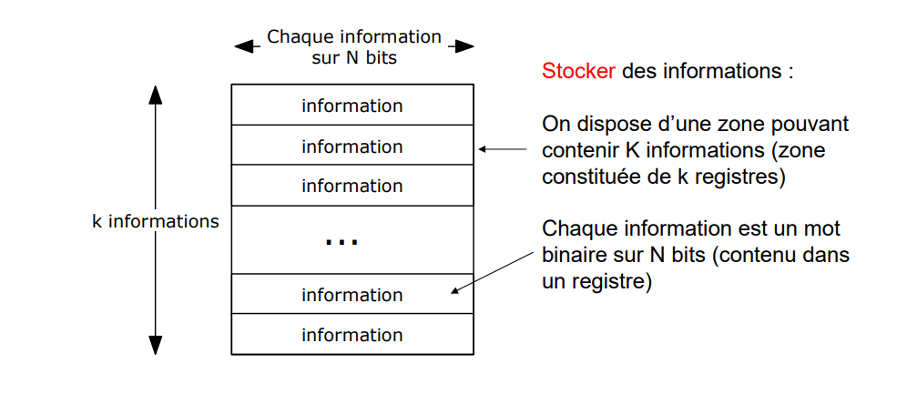 Chaque information
sur N bits
information
information
information
k informations
...
information
information
Stocker des informations :
On dispose d'une zone pouvant
contenir K informations (zone
constituée de k registres)
Chaque information est un mot
binaire sur N bits (contenu dans
un registre)